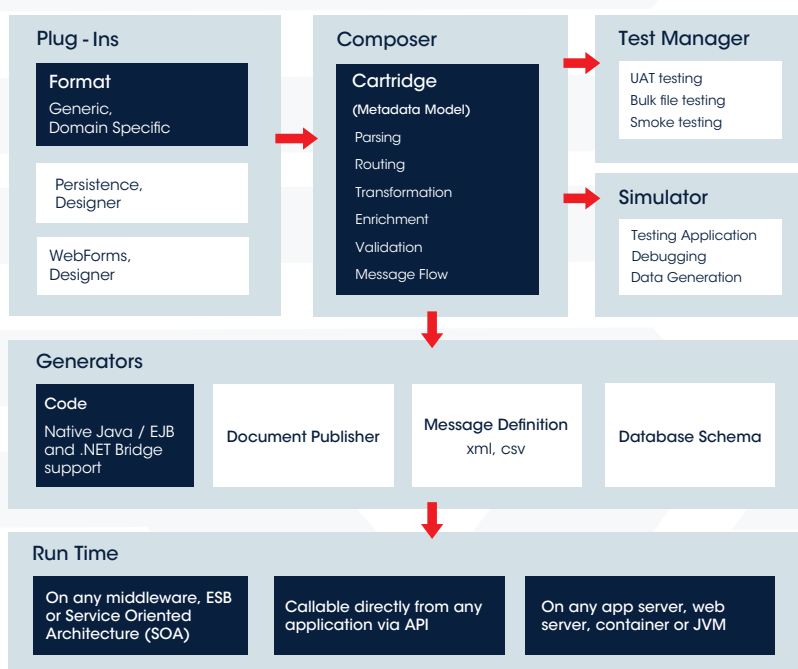 Plug - Ins
Format
Generic,
Domain Specific
Persistence,
Designer
WebForms,
Designer
Composer
Cartridge
(Metadata Model)
Parsing
Routing
Transformation
Enrichment
Validation
Message Flow
Test Manager
UAT testing
Bulk file testing
Smoke testing
Simulator
Testing Application
Debugging
Data Generation
Generators
Code
Native Java / EJB
and .NET Bridge
support
Document Publisher
Message Definition
xml, csv
Database Schema
Run Time
On any middleware, ESB
or Service Oriented
Architecture (SOA)
Callable directly from any
application via API
On any app server, web
server, container or JVM